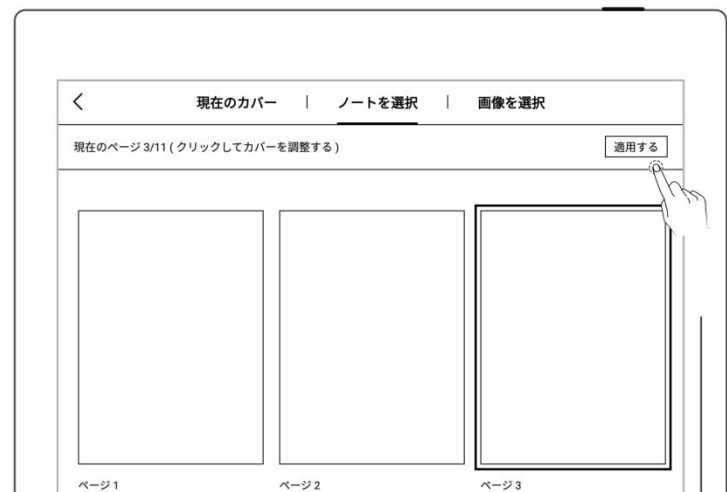 現在のカバー | ノートを選択 | 画像を選択
現在のページ 3/11 ( クリックしてカバーを調整する )
適用する
ページ 1
ページ 2
ページ 3